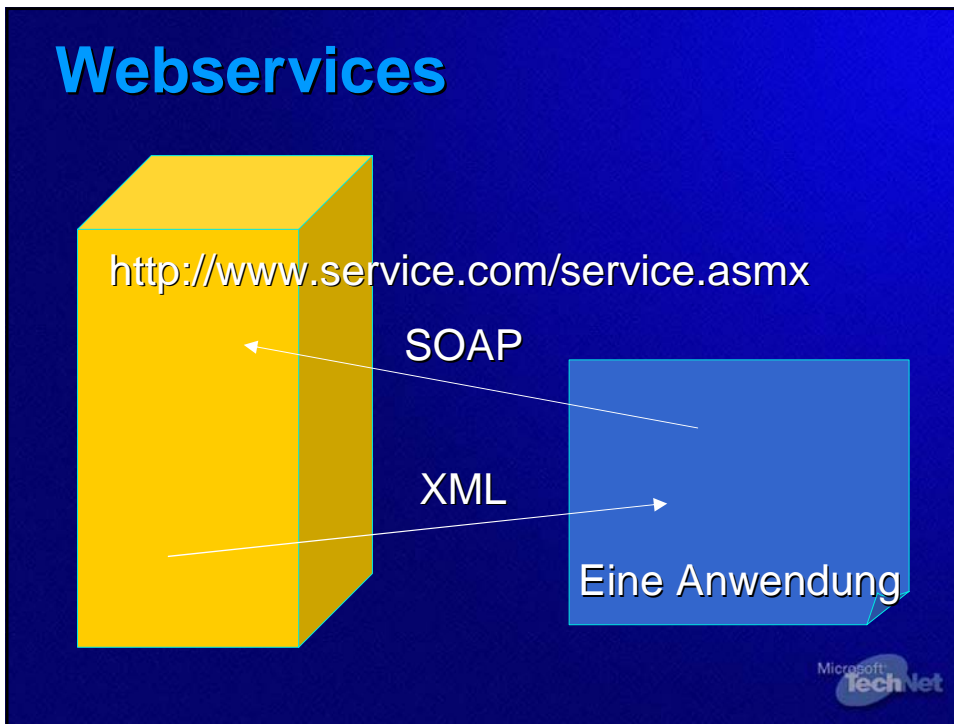 Webservices
http://www.service.com/service.asmx
SOAP
XML
Eine Anwendung
Microsoft
TechNet